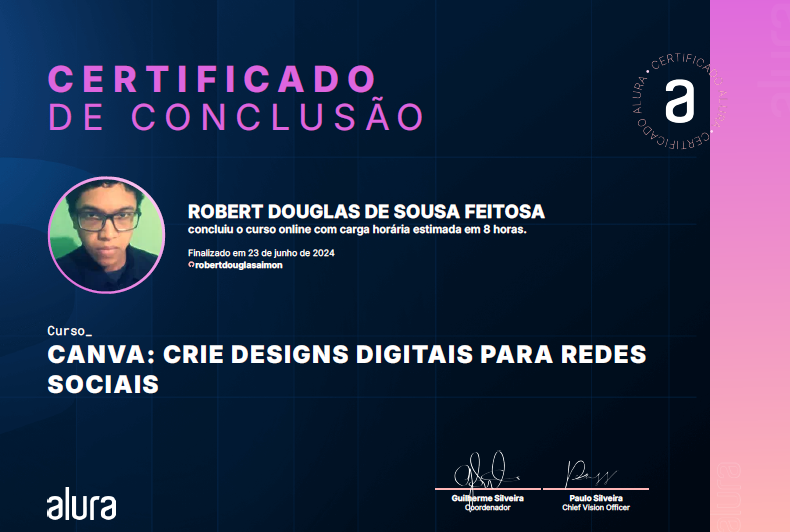 CERTIFICADO
DE CONCLUSÃO
ALURA • CERTIFICADO ALURA • CERTIFICADO
a
ROBERT DOUGLAS DE SOUSA FEITOSA
concluiu o curso online com carga horária estimada em 8 horas.
Finalizado em 23 de junho de 2024
robertdouglasaimon
Curso_
CANVA: CRIE DESIGNS DIGITAIS PARA REDES
SOCIAIS
Guilherme Silveira
Coordenador
Paulo Silveira
Chief Vision Officer
alura
alura
alura